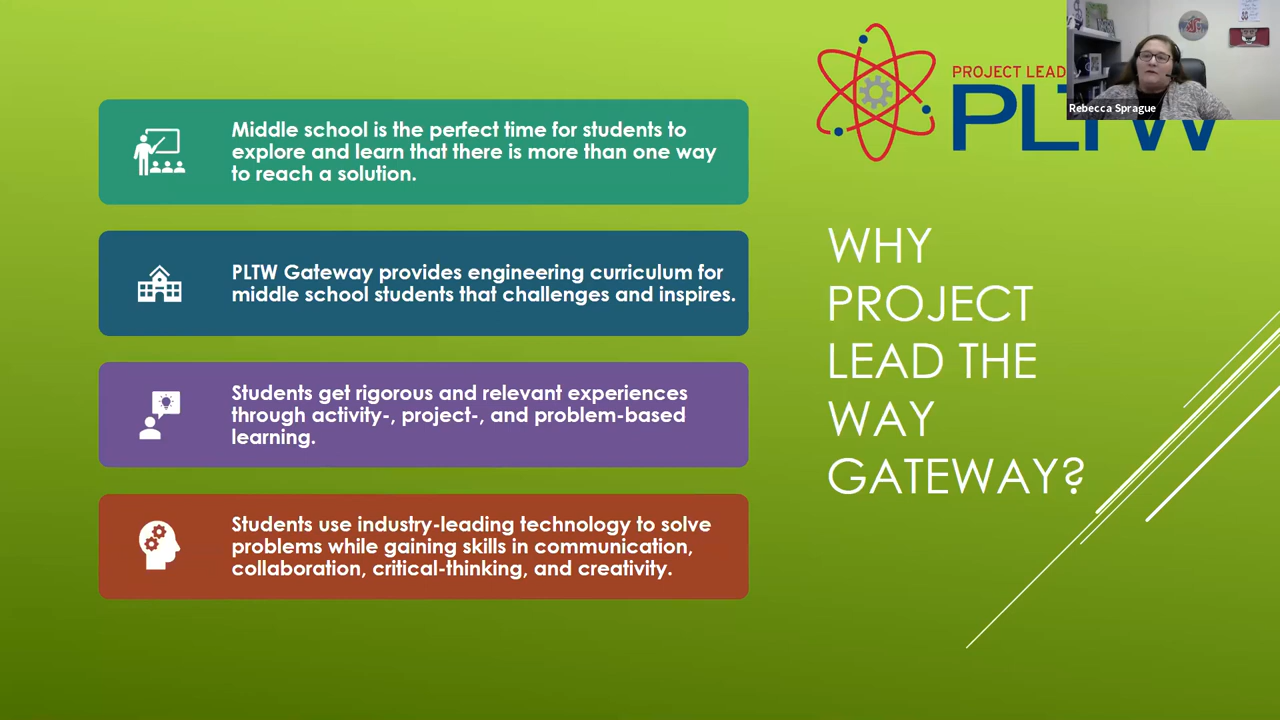 Middle school is the perfect time for students to
explore and learn that there is more than one way
to reach a solution.
PLTW Gateway provides engineering curriculum for
middle school students that challenges and inspires.
Students get rigorous and relevant experiences
through activity-, project-, and problem-based
learning.
Students use industry-leading technology to solve
problems while gaining skills in communication,
collaboration, critical-thinking, and creativity.
PROJECT LEAD
PLTW
Rebecca Sprague
WHY
PROJECT
LEAD THE
WAY
GATEWAY?